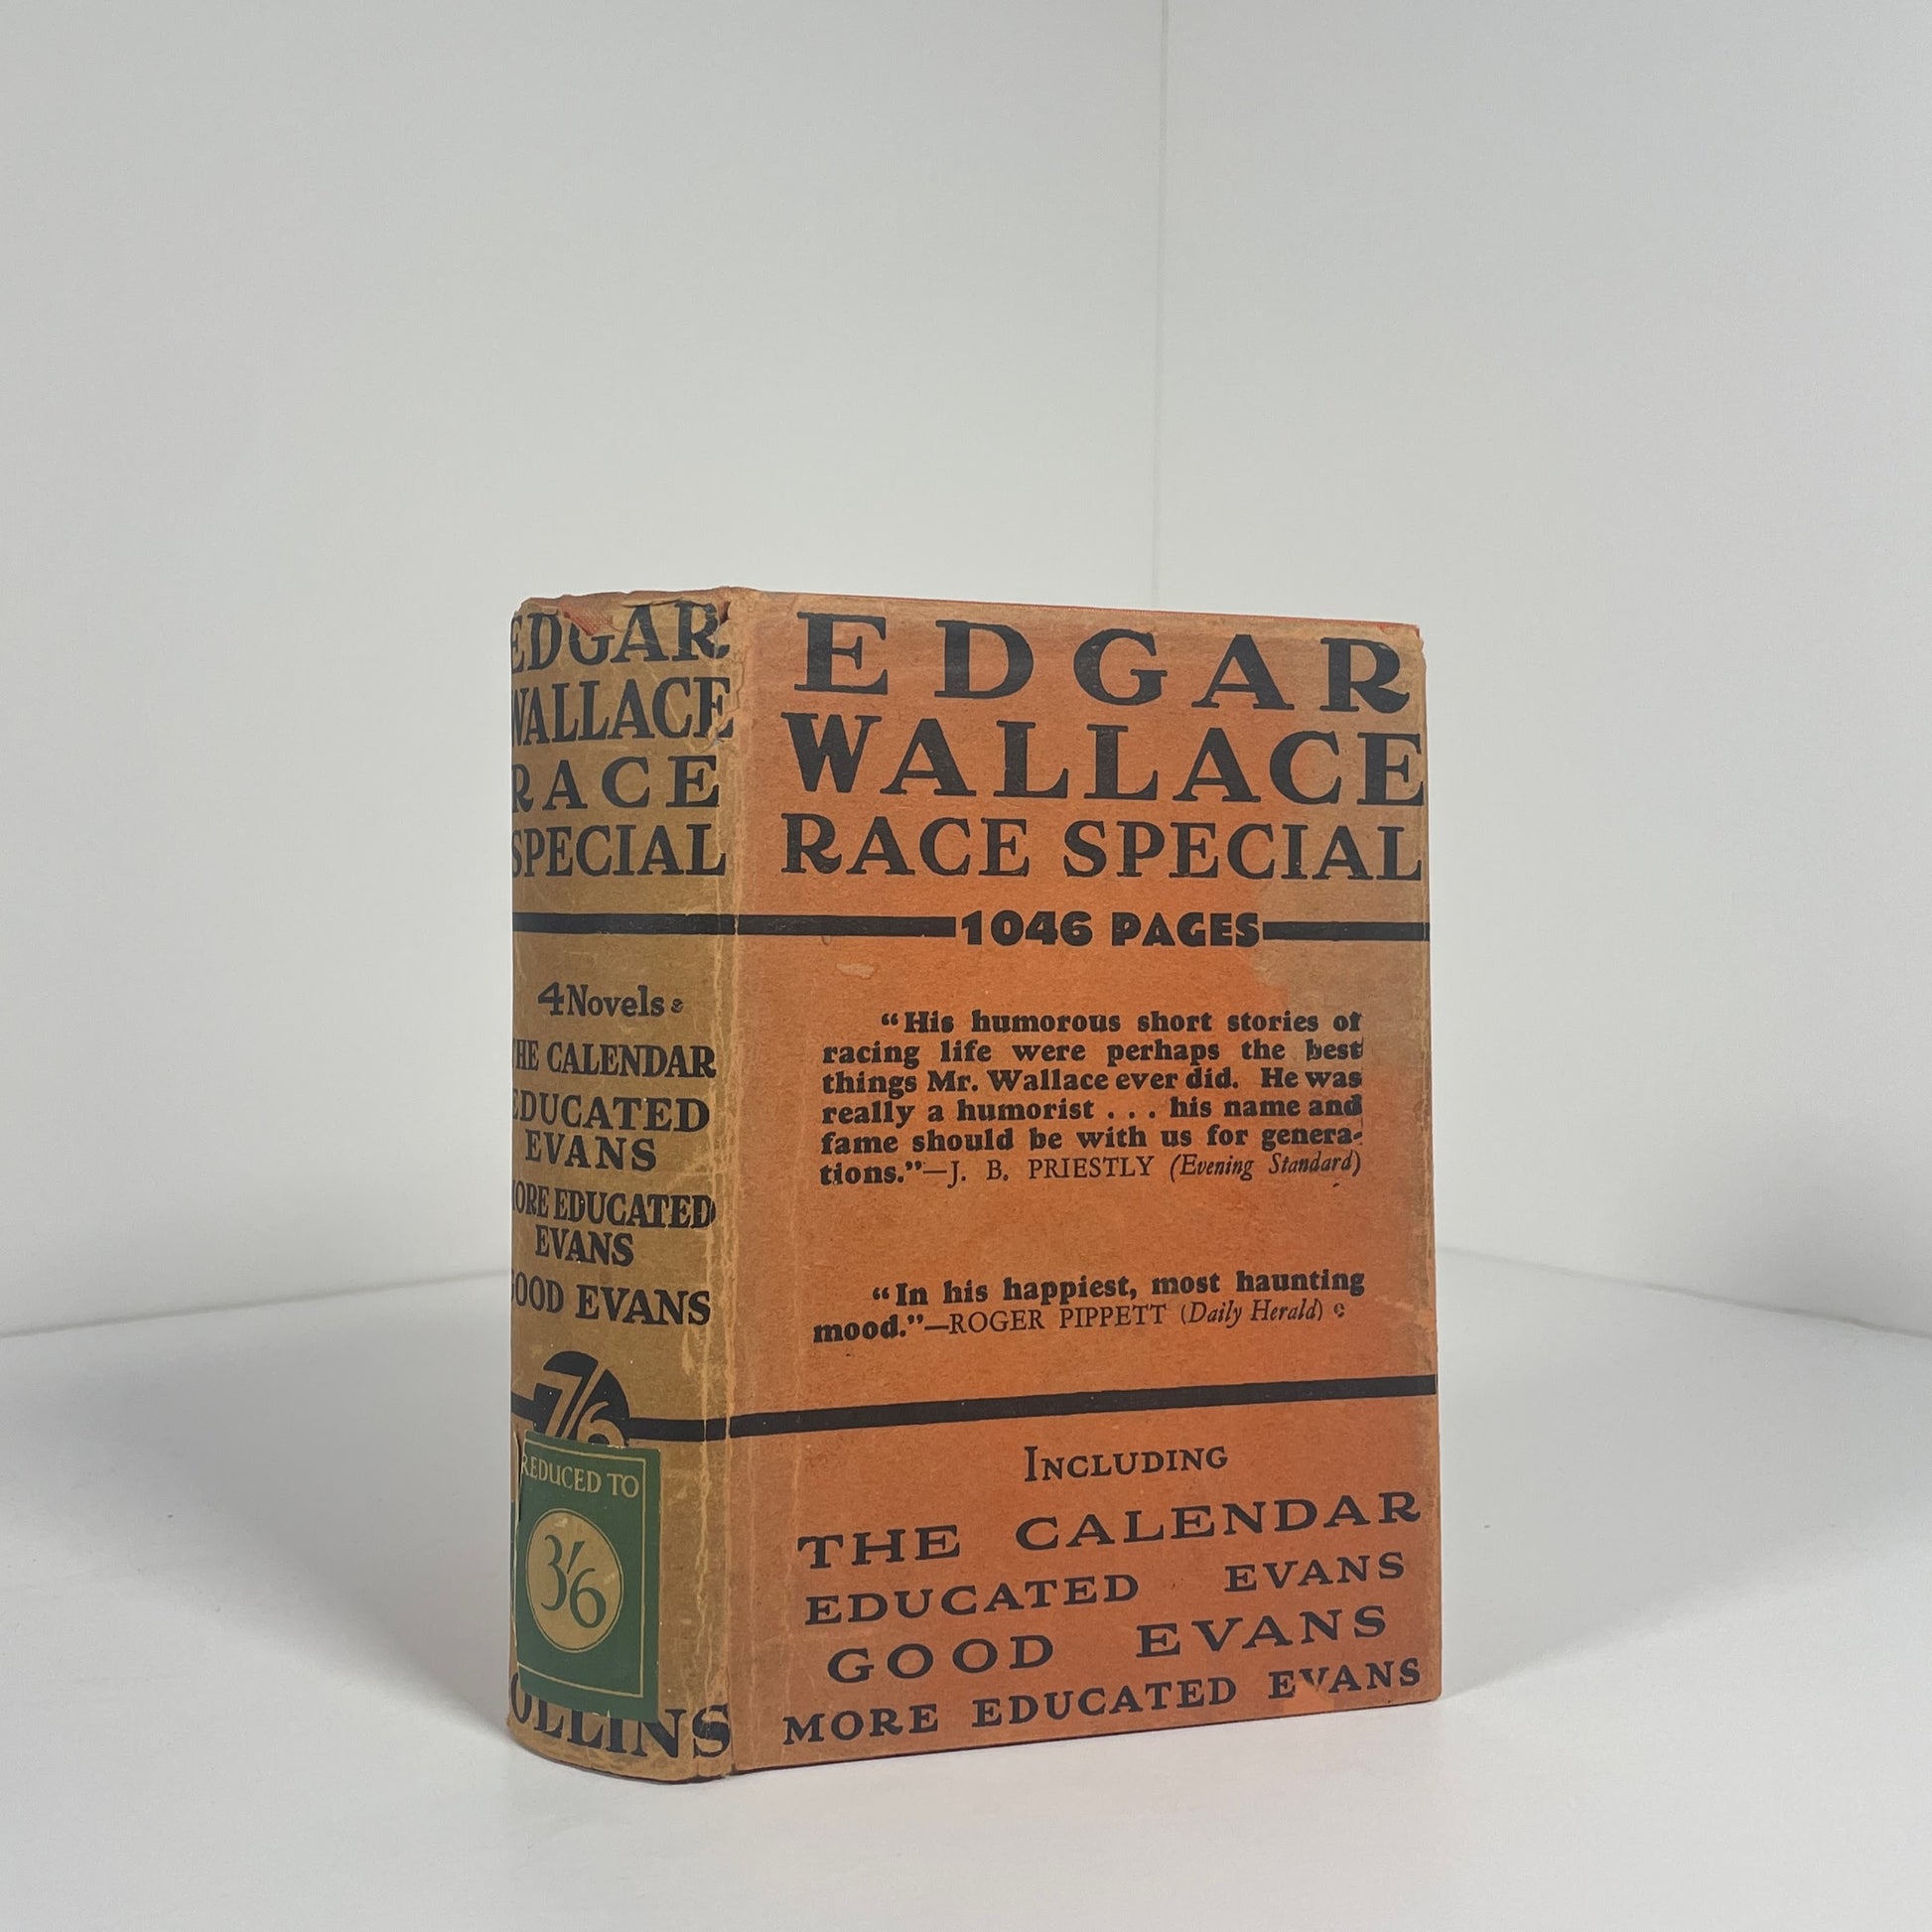 EDGAR
WALLACE
RACE
SPECIAL
4 Novels
THE CALENDAR
EDUCATED
EVANS
MORE EDUCATED
EVANS
GOOD EVANS
7/6
REDUCED TO
3/6
COLLINS
EDGAR
WALLACE
RACE SPECIAL
1046 PAGES
“His humorous short stories of
racing life were perhaps the best
things Mr. Wallace ever did. He was
really a humorist . . . his name and
fame should be with us for genera-
tions.”—J. B. PRIESTLY (Evening Standard)
“In his happiest, most haunting
mood.”—ROGER PIPPETT (Daily Herald)
INCLUDING
THE CALENDAR
EDUCATED EVANS
GOOD EVANS
MORE EDUCATED EVANS